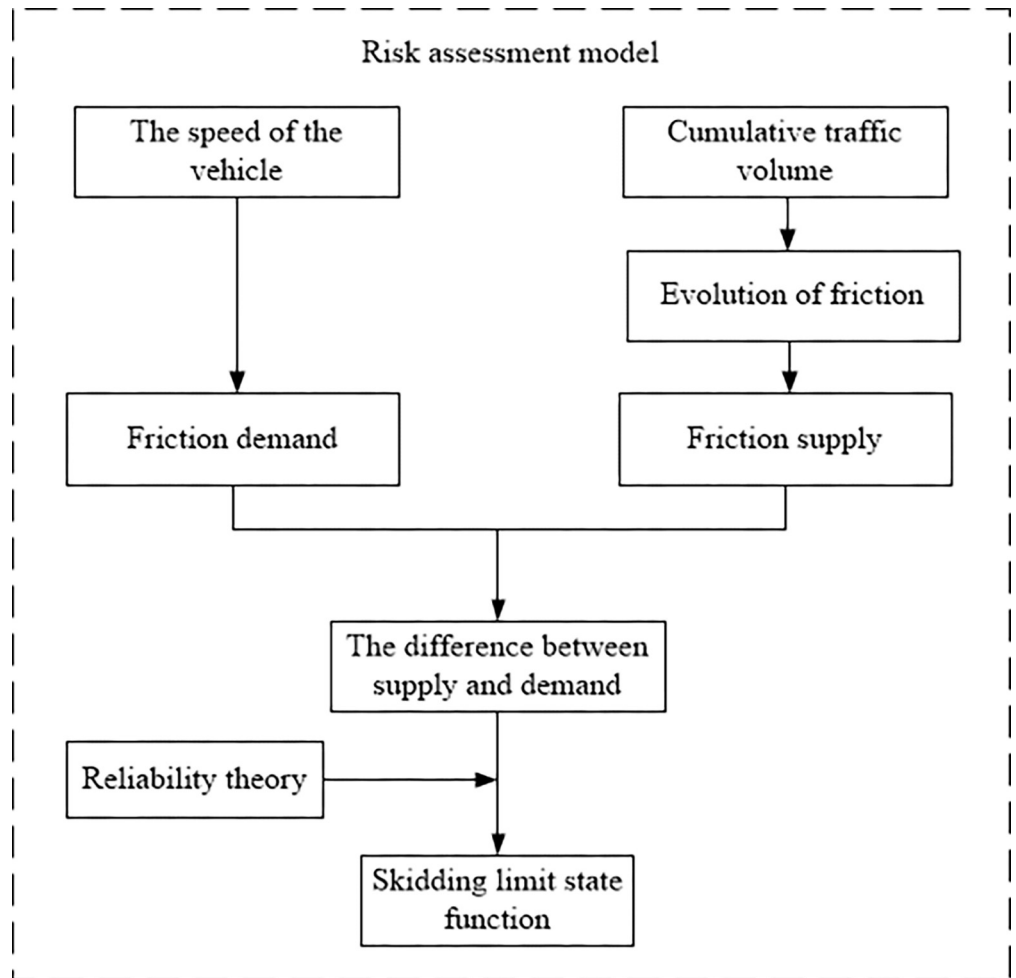 Risk assessment model
The speed of the
vehicle
Cumulative traffic
volume
Evolution of friction
Friction demand
Friction supply
The difference between
supply and demand
Reliability theory
Skidding limit state
function